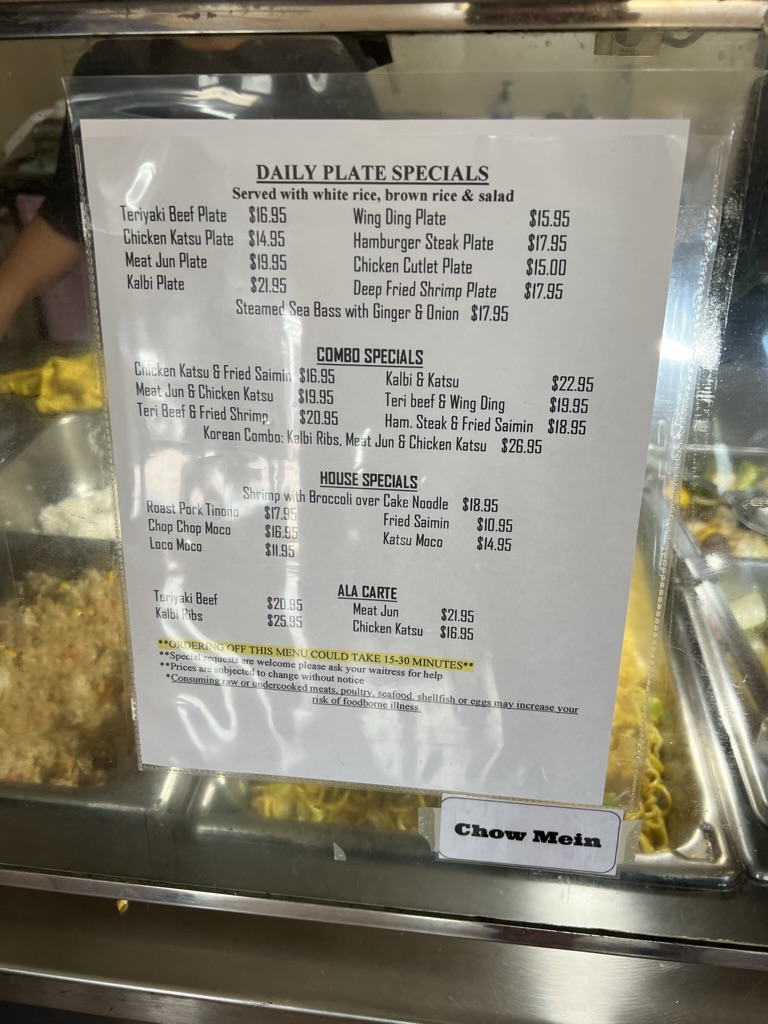 DAILY PLATE SPECIALS
Served with white rice, brown rice & salad
Teriyaki Beef Plate $16.95 Wing Ding Plate $15.95
Chicken Katsu Plate $14.95 Hamburger Steak Plate $17.95
Meat Jun Plate $19.95 Chicken Cutlet Plate $15.00
Kalbi Plate $21.95 Deep Fried Shrimp Plate $17.95
Steamed Sea Bass with Ginger & Onion $17.95
COMBO SPECIALS
Chicken Katsu & Fried Saimin $16.95 Kalbi & Katsu $22.95
Meat Jun & Chicken Katsu $19.95 Teri beef & Wing Ding $19.95
Teri Beef & Fried Shrimp $20.95 Ham. Steak & Fried Saimin $18.95
Korean Combo: Kalbi Ribs, Meat Jun & Chicken Katsu $26.95
HOUSE SPECIALS
Shrimp with Broccoli over Cake Noodle $18.95
Roast Pork Tinono $17.95 Fried Saimin $10.95
Chop Chop Moco $16.95 Katsu Moco $14.95
Loco Moco $11.95
ALA CARTE
Teriyaki Beef $20.95 Meat Jun $21.95
Kalbi Ribs $25.95 Chicken Katsu $16.95
**ORDERING OFF THIS MENU COULD TAKE 15-30 MINUTES**
**Special requests are welcome please ask your waitress for help
**Prices are subjected to change without notice
*Consuming raw or undercooked meats, poultry, seafood, shellfish or eggs may increase your
risk of foodborne illness.
Chow Mein